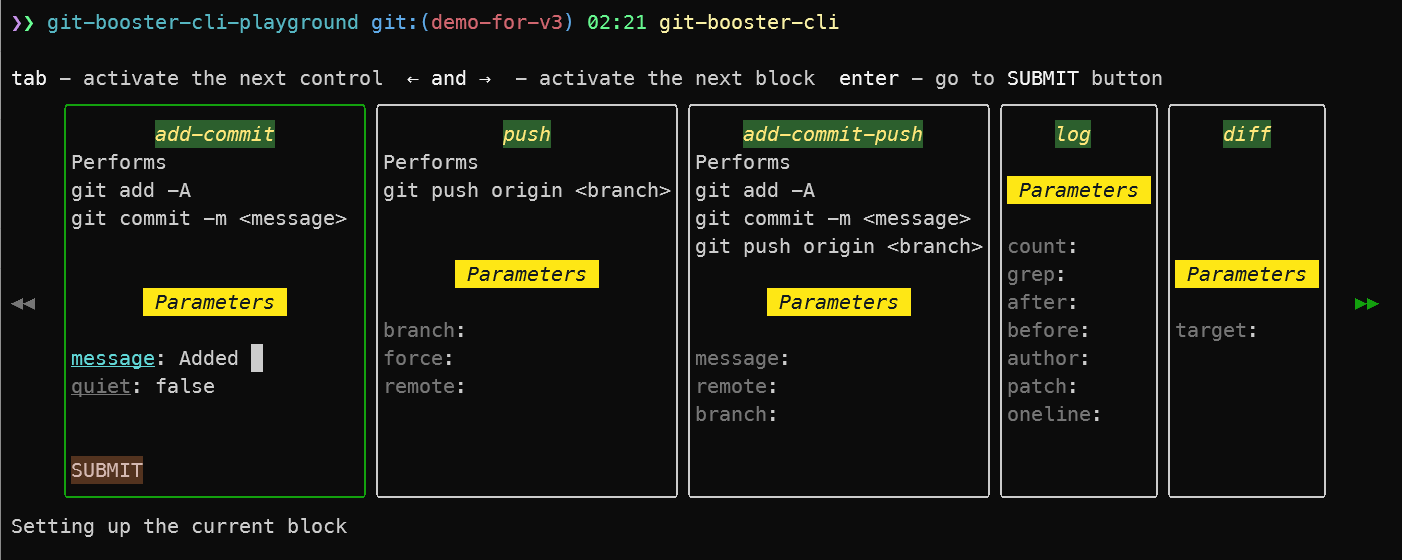 ❯❯ git-booster-cli-playground git:(demo-for-v3) 02:21 git-booster-cli
tab – activate the next control ← and → – activate the next block enter – go to SUBMIT button
add-commit
Performs
git add -A
git commit -m <message>
Parameters
message: Added
quiet: false
SUBMIT
push
Performs
git push origin <branch>
Parameters
branch:
force:
remote:
add-commit-push
Performs
git add -A
git commit -m <message>
git push origin <branch>
Parameters
message:
remote:
branch:
log
Parameters
count:
grep:
after:
before:
author:
patch:
oneline:
diff
Parameters
target:
Setting up the current block